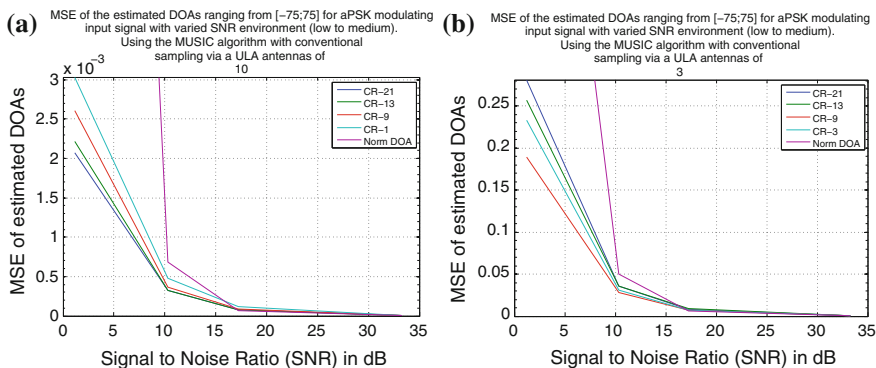 (a)
MSE of the estimated DOAs ranging from [−75;75] for aPSK modulating
input signal with varied SNR environment (low to medium).
Using the MUSIC algorithm with conventional
sampling via a ULA antennas of
10
x 10⁻³
3
2.5
2
1.5
1
0.5
0
MSE of estimated DOAs
CR−21
CR−13
CR−9
CR−1
Norm DOA
0 5 10 15 20 25 30 35
Signal to Noise Ratio (SNR) in dB
(b)
MSE of the estimated DOAs ranging from [−75;75] for aPSK modulating
input signal with varied SNR environment (low to medium).
Using the MUSIC algorithm with conventional
sampling via a ULA antennas of
3
0.25
0.2
0.15
0.1
0.05
0
MSE of estimated DOAs
CR−21
CR−13
CR−9
CR−3
Norm DOA
0 5 10 15 20 25 30 35
Signal to Noise Ratio (SNR) in dB